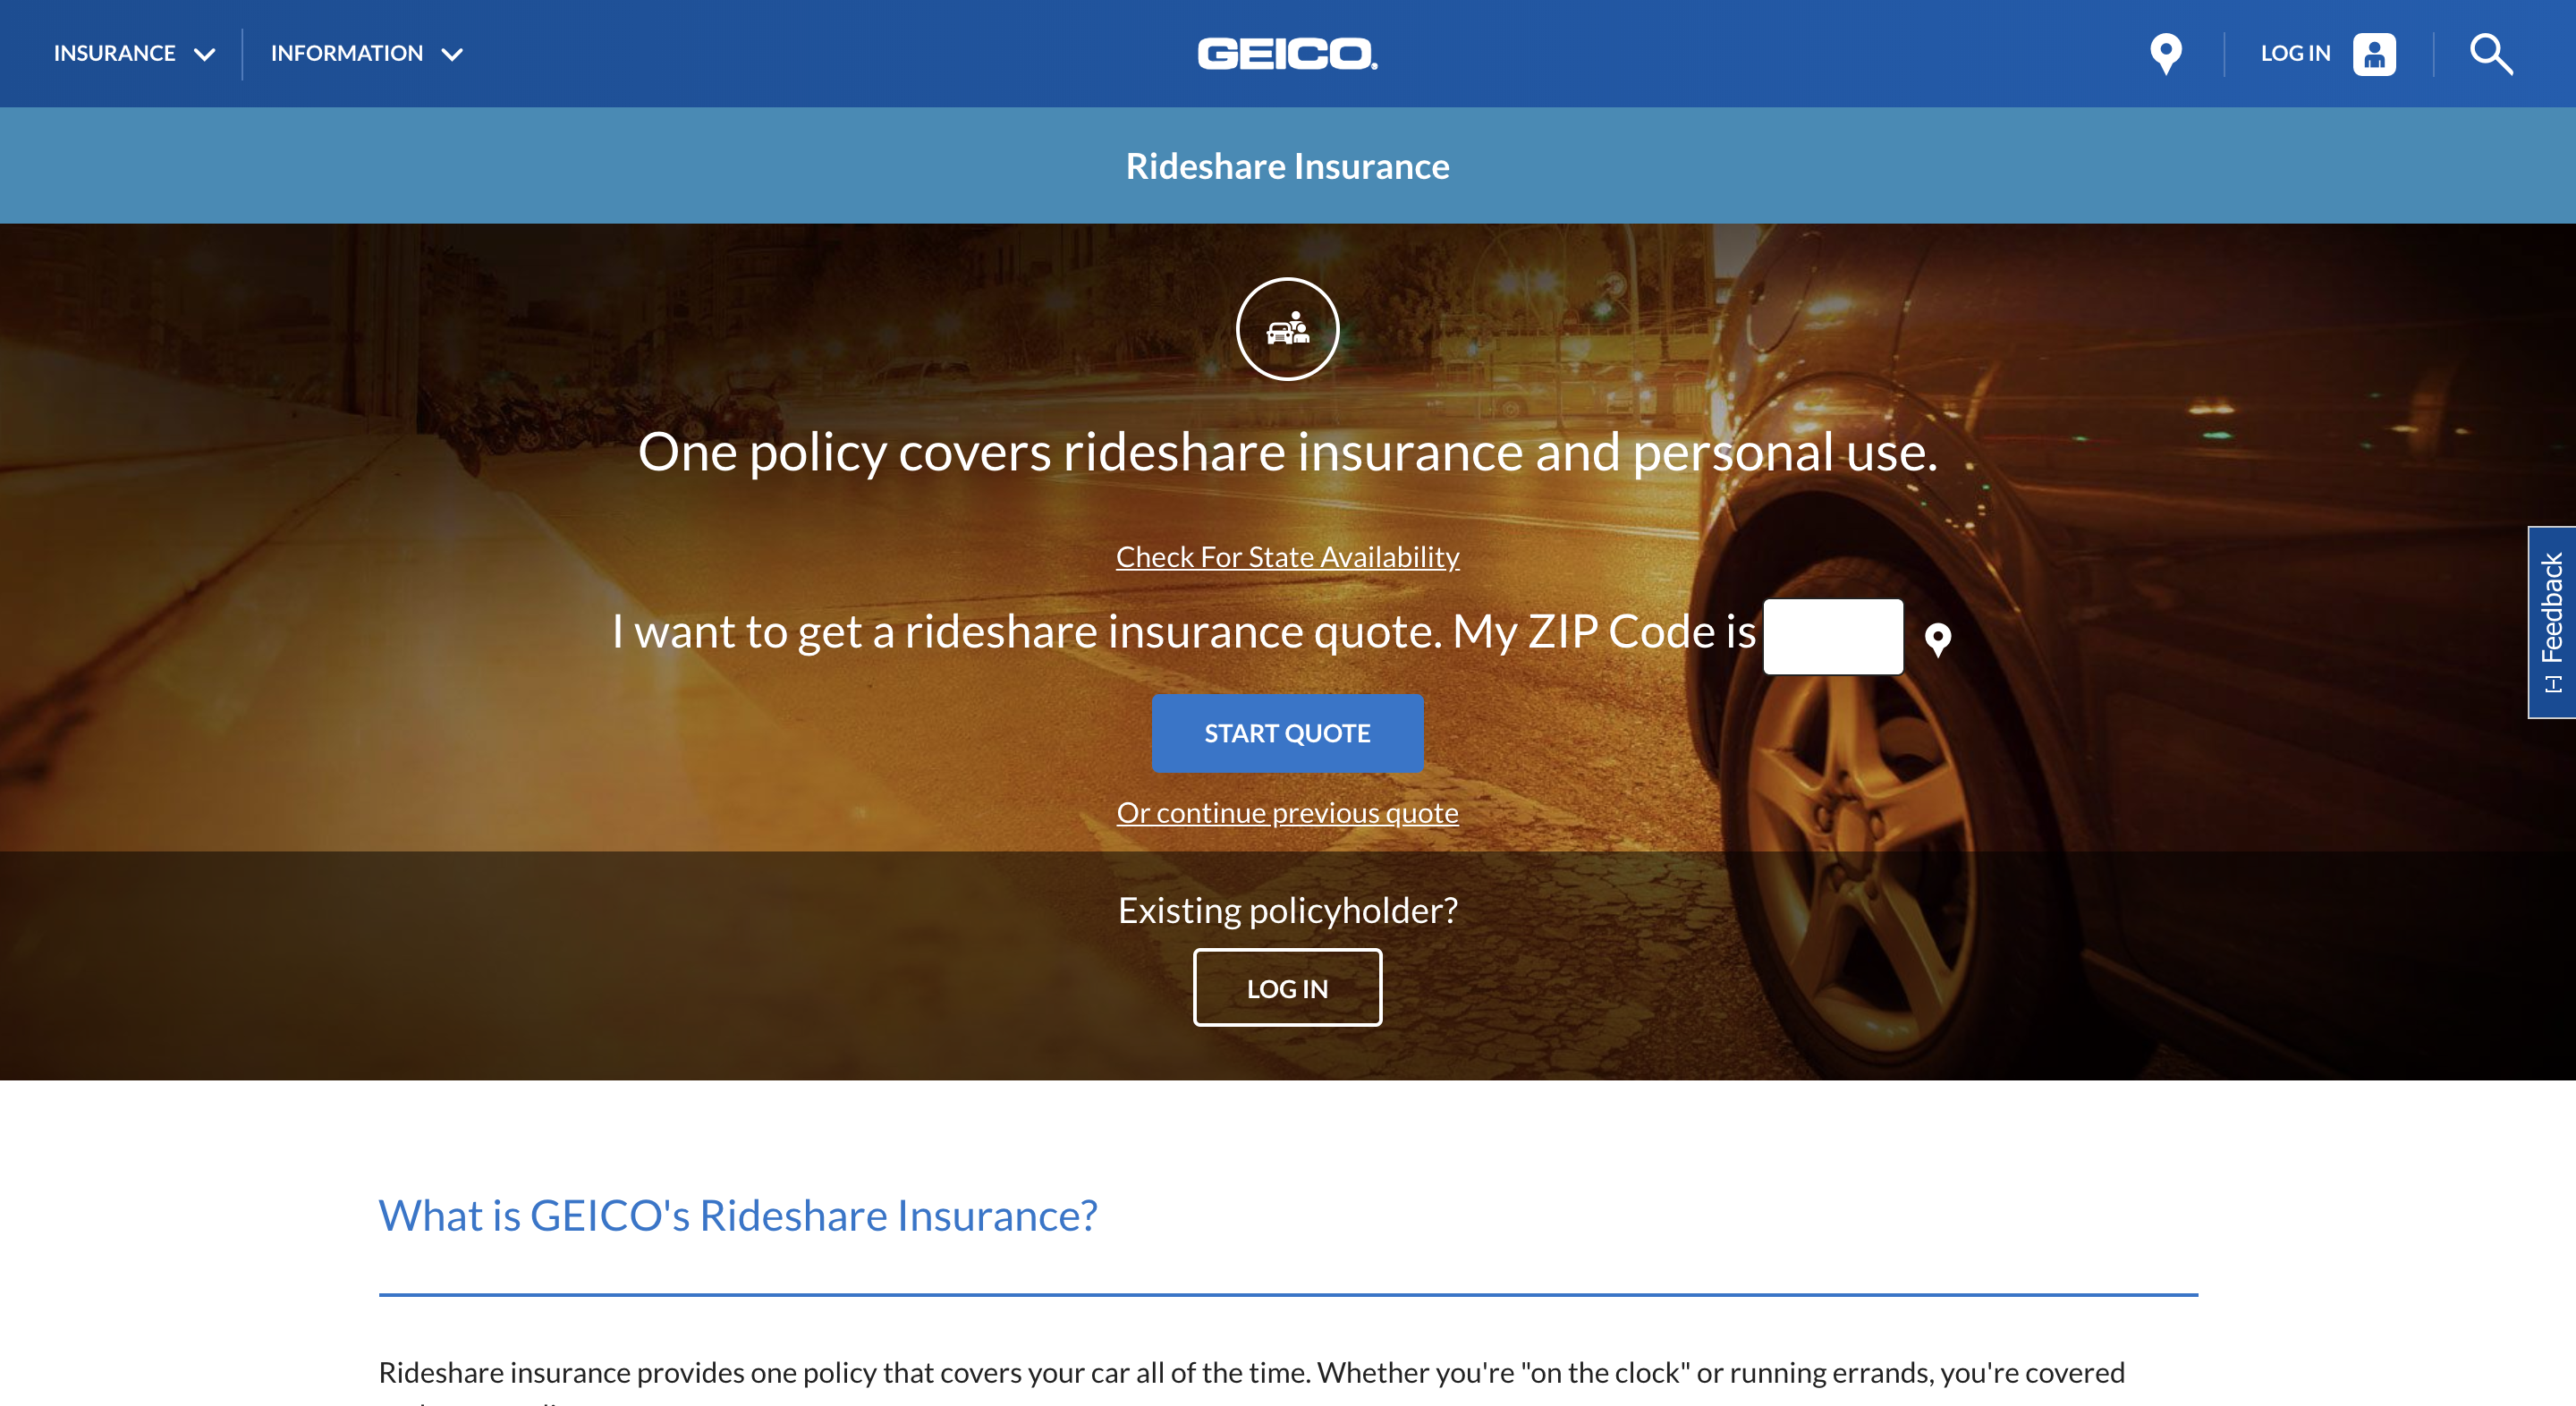 INSURANCE
INFORMATION
GEICO.
LOG IN
Rideshare Insurance
One policy covers rideshare insurance and personal use.
Check For State Availability
I want to get a rideshare insurance quote. My ZIP Code is
START QUOTE
Or continue previous quote
[-] Feedback
Existing policyholder?
LOG IN
What is GEICO's Rideshare Insurance?
Rideshare insurance provides one policy that covers your car all of the time. Whether you're "on the clock" or running errands, you're covered